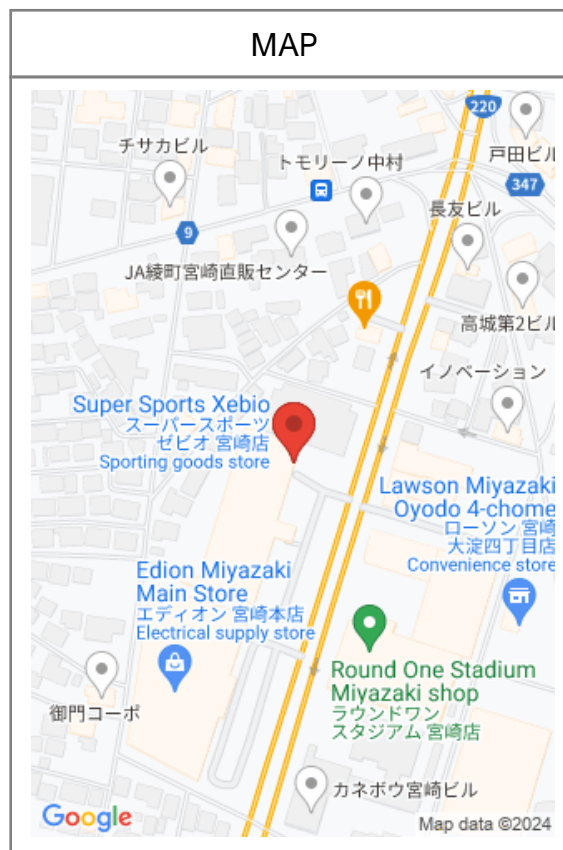 MAP
220
戸田ビル
チサカビル
トモリーノ中村
347
長友ビル
9
JA綾町宮崎直販センター
高城第2ビル
イノベーション
Super Sports Xebio
スーパースポーツ
ゼビオ 宮崎店
Sporting goods store
Lawson Miyazaki
Oyodo 4-chome
ローソン 宮崎
大淀四丁目店
Convenience store
Edion Miyazaki
Main Store
エディオン 宮崎本店
Electrical supply store
Round One Stadium
Miyazaki shop
ラウンドワン
スタジアム 宮崎店
御門コーポ
カネボウ宮崎ビル
Google
Map data ©2024